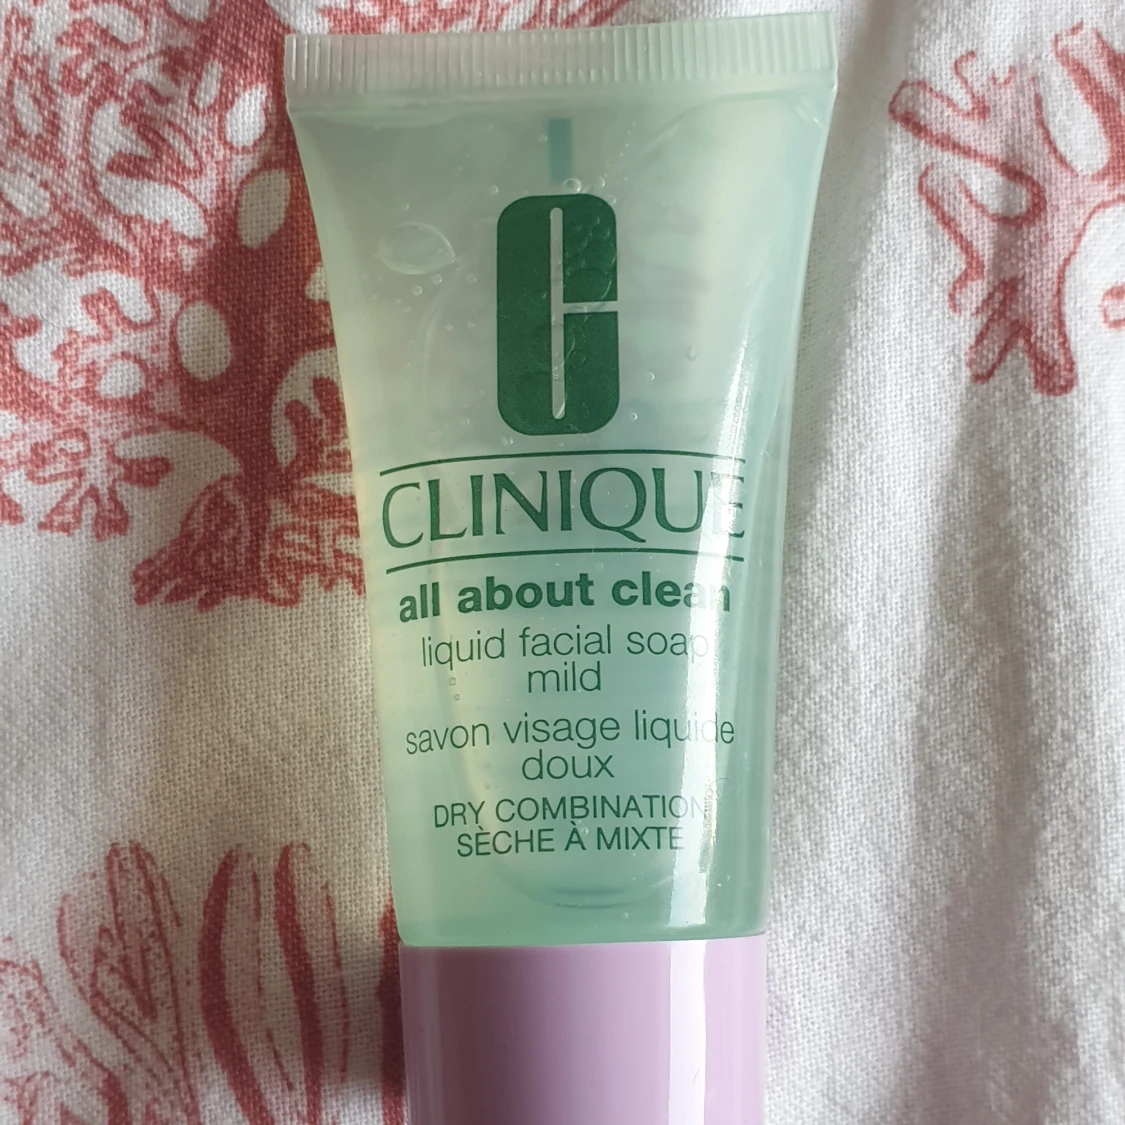 C
CLINIQUE
all about clean
liquid facial soap
mild
savon visage liquide
doux
DRY COMBINATION
SÈCHE À MIXTE